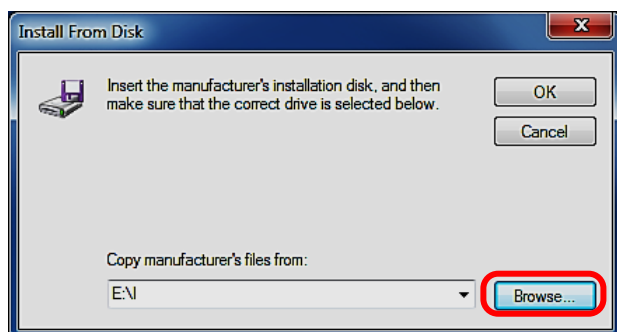 Install From Disk
Insert the manufacturer's installation disk, and then
make sure that the correct drive is selected below.
OK
Cancel
Copy manufacturer's files from:
E:\I
Browse...